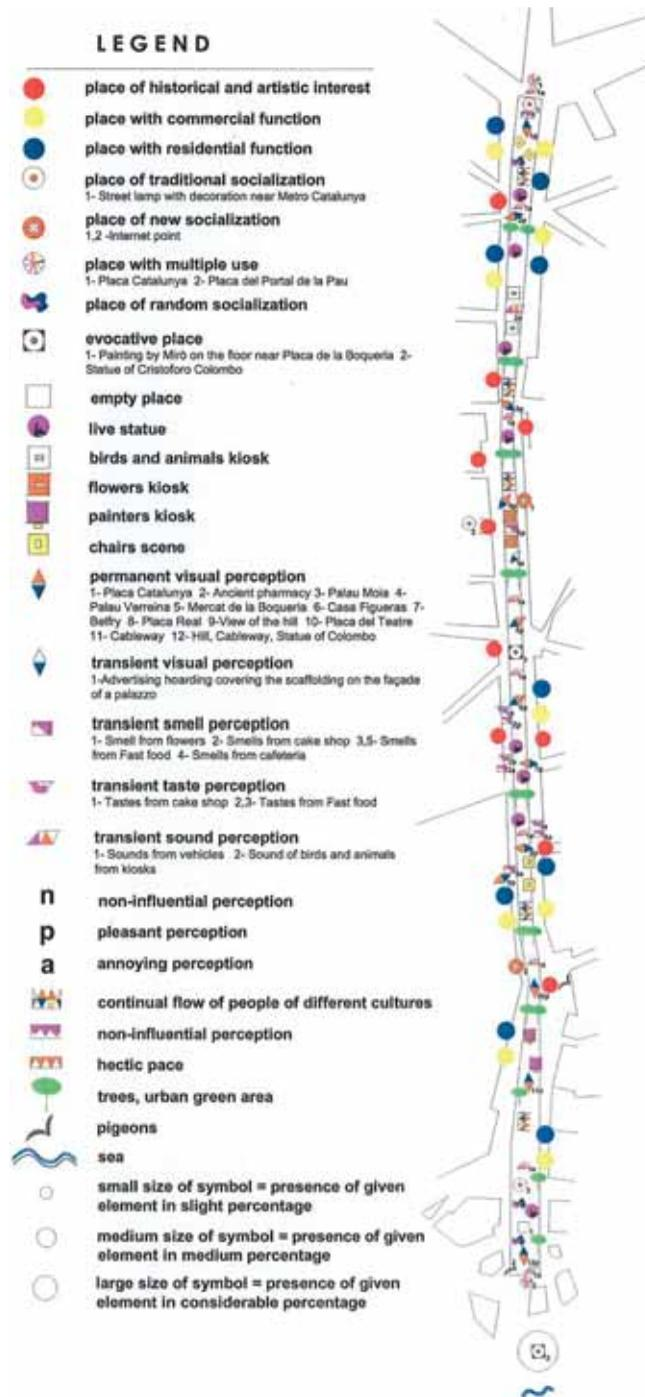 LEGEND
place of historical and artistic interest
place with commercial function
place with residential function
place of traditional socialization
1- Street lamp with decoration near Metro Catalunya
place of new socialization
1,2 -Internet point
place with multiple use
1- Placa Catalunya 2- Placa del Portal de la Pau
place of random socialization
evocative place
1- Painting by Mirò on the floor near Placa de la Boqueria 2-
Statue of Cristoforo Colombo
empty place
live statue
birds and animals kiosk
flowers kiosk
painters kiosk
chairs scene
permanent visual perception
1- Placa Catalunya 2- Ancient pharmacy 3- Palau Moia 4-
Palau Verreina 5- Mercat de la Boqueria 6- Casa Figueras 7-
Belfry 8- Placa Real 9-View of the hill 10- Placa del Teatre
11- Cableway 12- Hill, Cableway, Statue of Colombo
transient visual perception
1-Advertising hoarding covering the scaffolding on the façade
of a palazzo
transient smell perception
1- Smell from flowers 2- Smells from cake shop 3,5- Smells
from Fast food 4- Smells from cafeteria
transient taste perception
1- Tastes from cake shop 2,3- Tastes from Fast food
transient sound perception
1- Sounds from vehicles 2- Sound of birds and animals
from kiosks
n non-influential perception
p pleasant perception
a annoying perception
continual flow of people of different cultures
non-influential perception
hectic pace
trees, urban green area
pigeons
sea
small size of symbol = presence of given
element in slight percentage
medium size of symbol = presence of given
element in medium percentage
large size of symbol = presence of given
element in considerable percentage